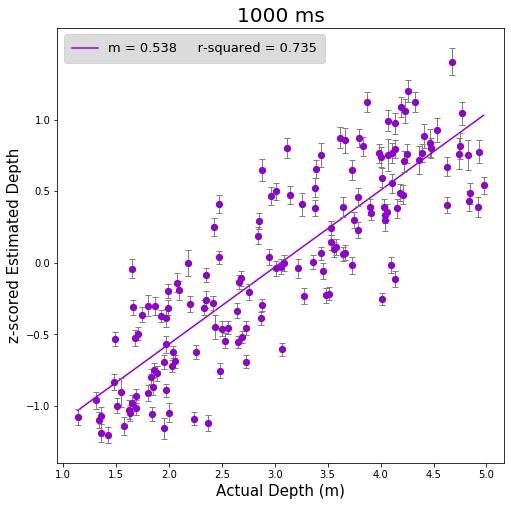 1000 ms
m = 0.538 r-squared = 0.735
z-scored Estimated Depth
1.0
0.5
0.0
−0.5
−1.0
1.0 1.5 2.0 2.5 3.0 3.5 4.0 4.5 5.0
Actual Depth (m)